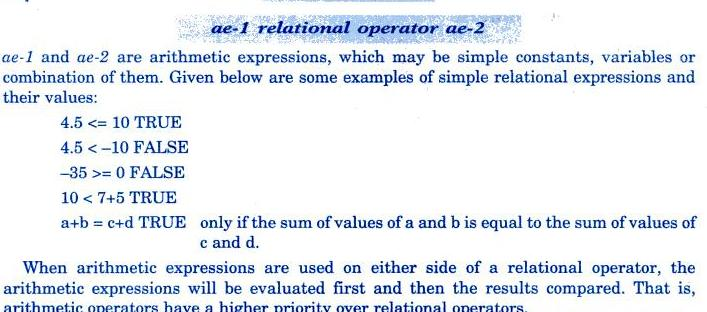 ae-1 relational operator ae-2
ae-1 and ae-2 are arithmetic expressions, which may be simple constants, variables or
combination of them. Given below are some examples of simple relational expressions and
their values:
4.5 <= 10 TRUE
4.5 < –10 FALSE
–35 >= 0 FALSE
10 < 7+5 TRUE
a+b = c+d TRUE only if the sum of values of a and b is equal to the sum of values of
c and d.
When arithmetic expressions are used on either side of a relational operator, the
arithmetic expressions will be evaluated first and then the results compared. That is,
arithmetic operators have a higher priority over relational operators.